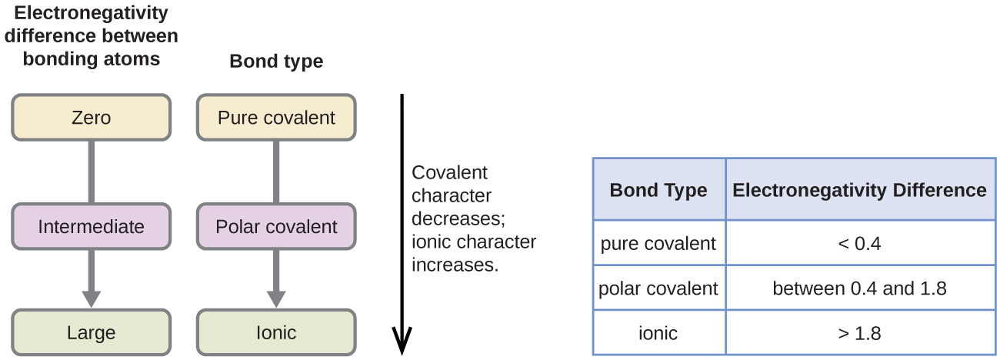 Electronegativity
difference between
bonding atoms
Bond type
Zero
Pure covalent
Intermediate
Polar covalent
Large
Ionic
Covalent
character
decreases;
ionic character
increases.
Bond Type
Electronegativity Difference
pure covalent
< 0.4
polar covalent
between 0.4 and 1.8
ionic
> 1.8